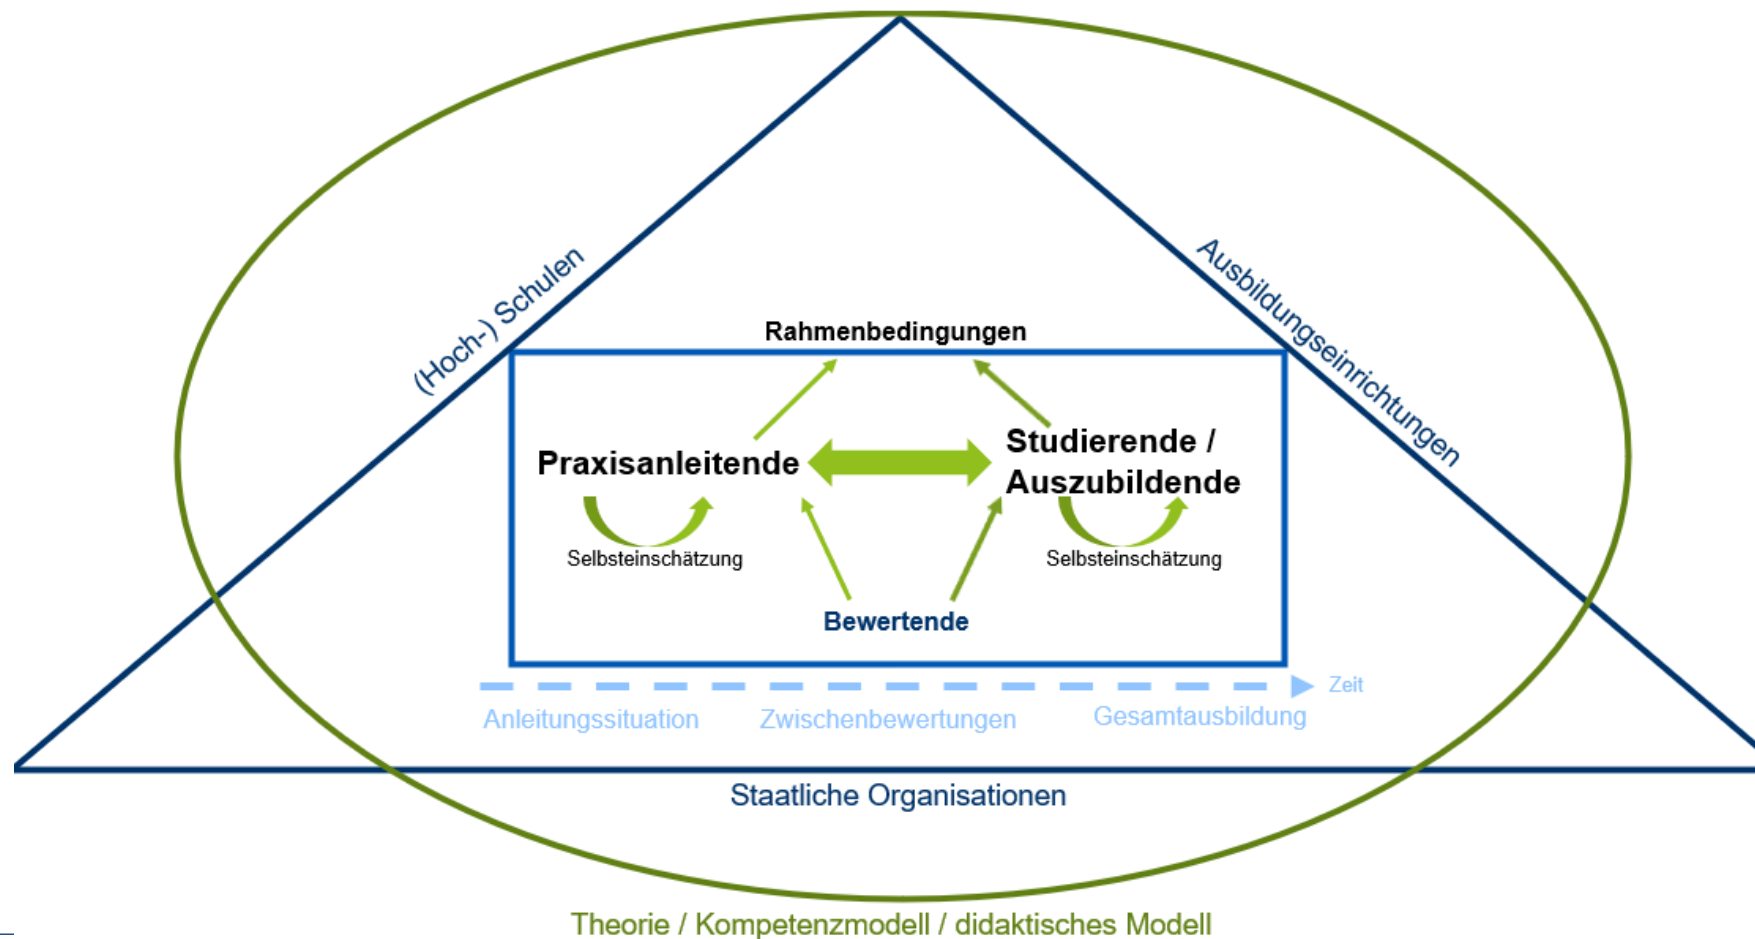 (Hoch-) Schulen
Ausbildungseinrichtungen
Rahmenbedingungen
Praxisanleitende
Studierende /
Auszubildende
Selbsteinschätzung
Selbsteinschätzung
Bewertende
Zeit
Anleitungssituation
Zwischenbewertungen
Gesamtausbildung
Staatliche Organisationen
Theorie / Kompetenzmodell / didaktisches Modell